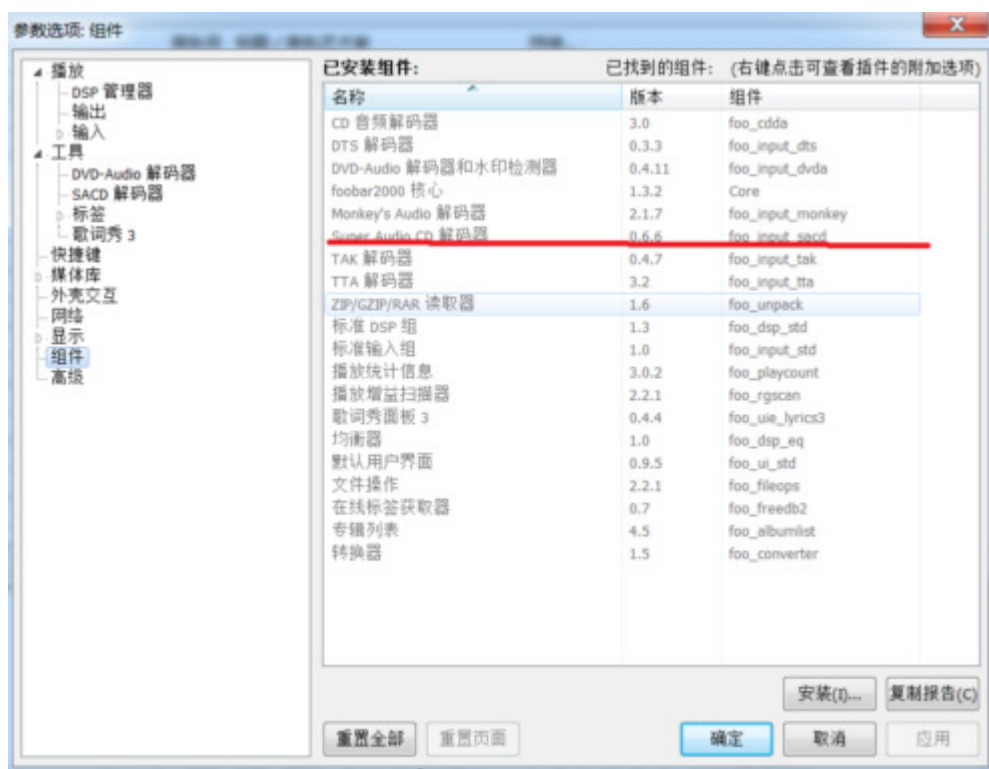 参数选项: 组件
播放
DSP 管理器
输出
输入
工具
DVD-Audio 解码器
SACD 解码器
标签
歌词秀 3
快捷键
媒体库
外壳交互
网络
显示
组件
高级
已安装组件: 已找到的组件: (右键点击可查看插件的附加选项)
名称 版本 组件
CD 音频解码器 3.0 foo_cdda
DTS 解码器 0.3.3 foo_input_dts
DVD-Audio 解码器和水印检测器 0.4.11 foo_input_dvda
foobar2000 核心 1.3.2 Core
Monkey's Audio 解码器 2.1.7 foo_input_monkey
Super Audio CD 解码器 0.6.6 foo_input_sacd
TAK 解码器 0.4.7 foo_input_tak
TTA 解码器 3.2 foo_input_tta
ZIP/GZIP/RAR 读取器 1.6 foo_unpack
标准 DSP 组 1.3 foo_dsp_std
标准输入组 1.0 foo_input_std
播放统计信息 3.0.2 foo_playcount
播放增益扫描器 2.2.1 foo_rgscan
歌词秀面板 3 0.4.4 foo_uie_lyrics3
均衡器 1.0 foo_dsp_eq
默认用户界面 0.9.5 foo_ui_std
文件操作 2.2.1 foo_fileops
在线标签获取器 0.7 foo_freedb2
专辑列表 4.5 foo_albumlist
转换器 1.5 foo_converter
安装(I)... 复制报告(C)
重置全部 重置页面 确定 取消 应用